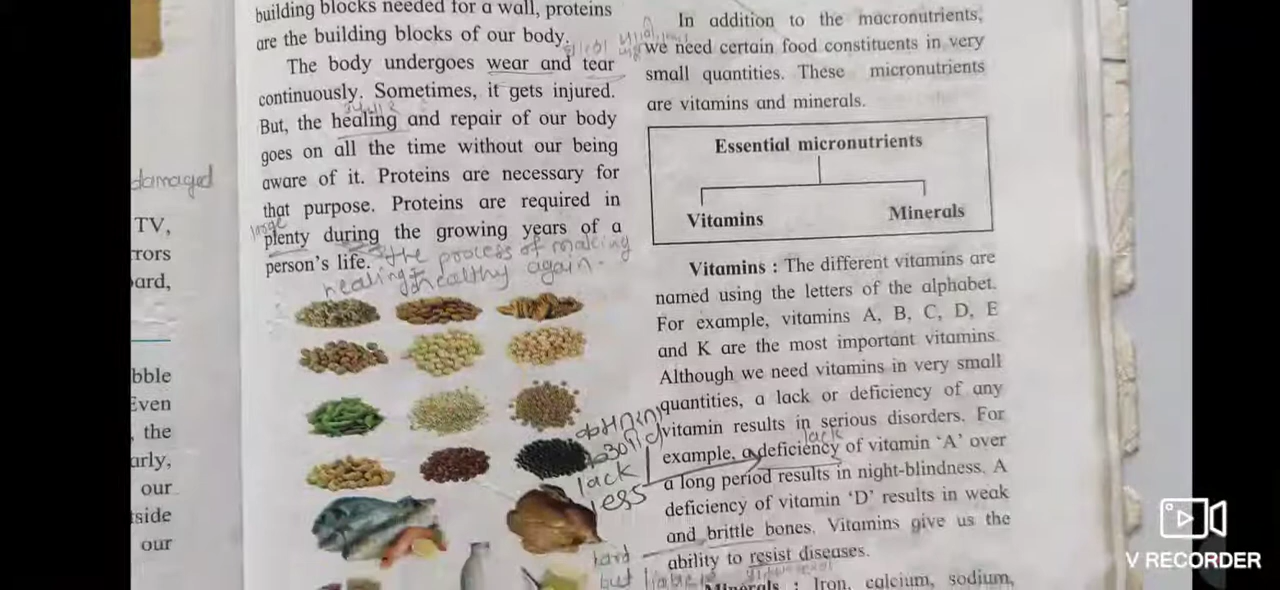 damaged
TV,
rors
ard,
bble
Even
, the
arly,
our
tside
our
building blocks needed for a wall, proteins
are the building blocks of our body.
The body undergoes wear and tear
continuously. Sometimes, it gets injured.
But, the healing and repair of our body
goes on all the time without our being
aware of it. Proteins are necessary for
that purpose. Proteins are required in
large
plenty during the growing years of a
person's life. the process of making
healing healthy again.
lack
less
hard
but
In addition to the macronutrients,
we need certain food constituents in very
small quantities. These micronutrients
are vitamins and minerals.
Essential micronutrients
Vitamins Minerals
Vitamins : The different vitamins are
named using the letters of the alphabet.
For example, vitamins A, B, C, D, E
and K are the most important vitamins.
Although we need vitamins in very small
quantities, a lack or deficiency of any
vitamin results in serious disorders. For
lack
example, a deficiency of vitamin 'A' over
a long period results in night-blindness. A
deficiency of vitamin 'D' results in weak
and brittle bones. Vitamins give us the
ability to resist diseases.
Minerals : Iron, calcium, sodium,
V RECORDER